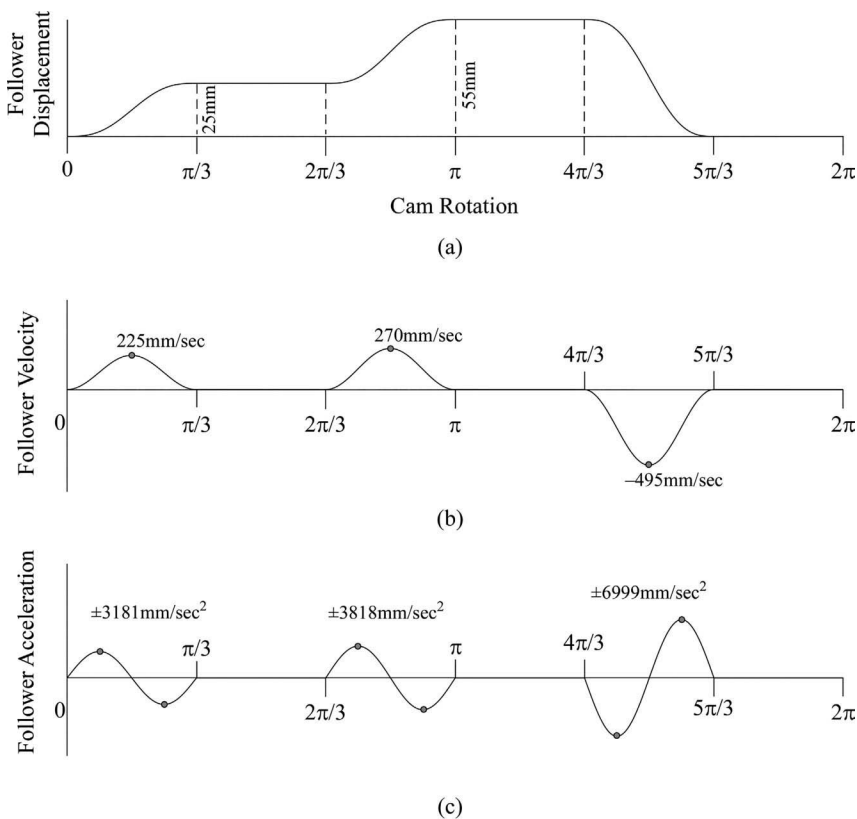 Follower
Displacement
25mm
55mm
0 π/3 2π/3 π 4π/3 5π/3 2π
Cam Rotation
(a)
Follower Velocity
225mm/sec 270mm/sec
4π/3 5π/3
0 π/3 2π/3 π 2π
−495mm/sec
(b)
Follower Acceleration
±3181mm/sec² ±3818mm/sec² ±6999mm/sec²
π/3 π 4π/3
0 2π/3 5π/3 2π
(c)